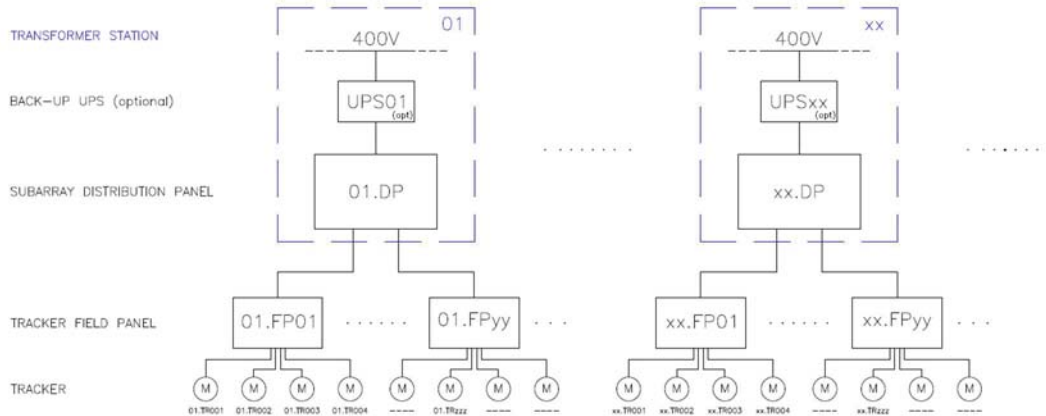 TRANSFORMER STATION
01
400V
xx
400V
BACK-UP UPS (optional)
UPS01
(opt)
UPSxx
(opt)
SUBARRAY DISTRIBUTION PANEL
01.DP
xx.DP
TRACKER FIELD PANEL
01.FP01
01.FPyy
xx.FP01
xx.FPyy
TRACKER
M M M M M M M M M M M M M M M M
01.TR001 01.TR002 01.TR003 01.TR004 ---- 01.TRzzz ---- ---- xx.TR001 xx.TR002 xx.TR003 xx.TR004 ---- xx.TRzzz ---- ----